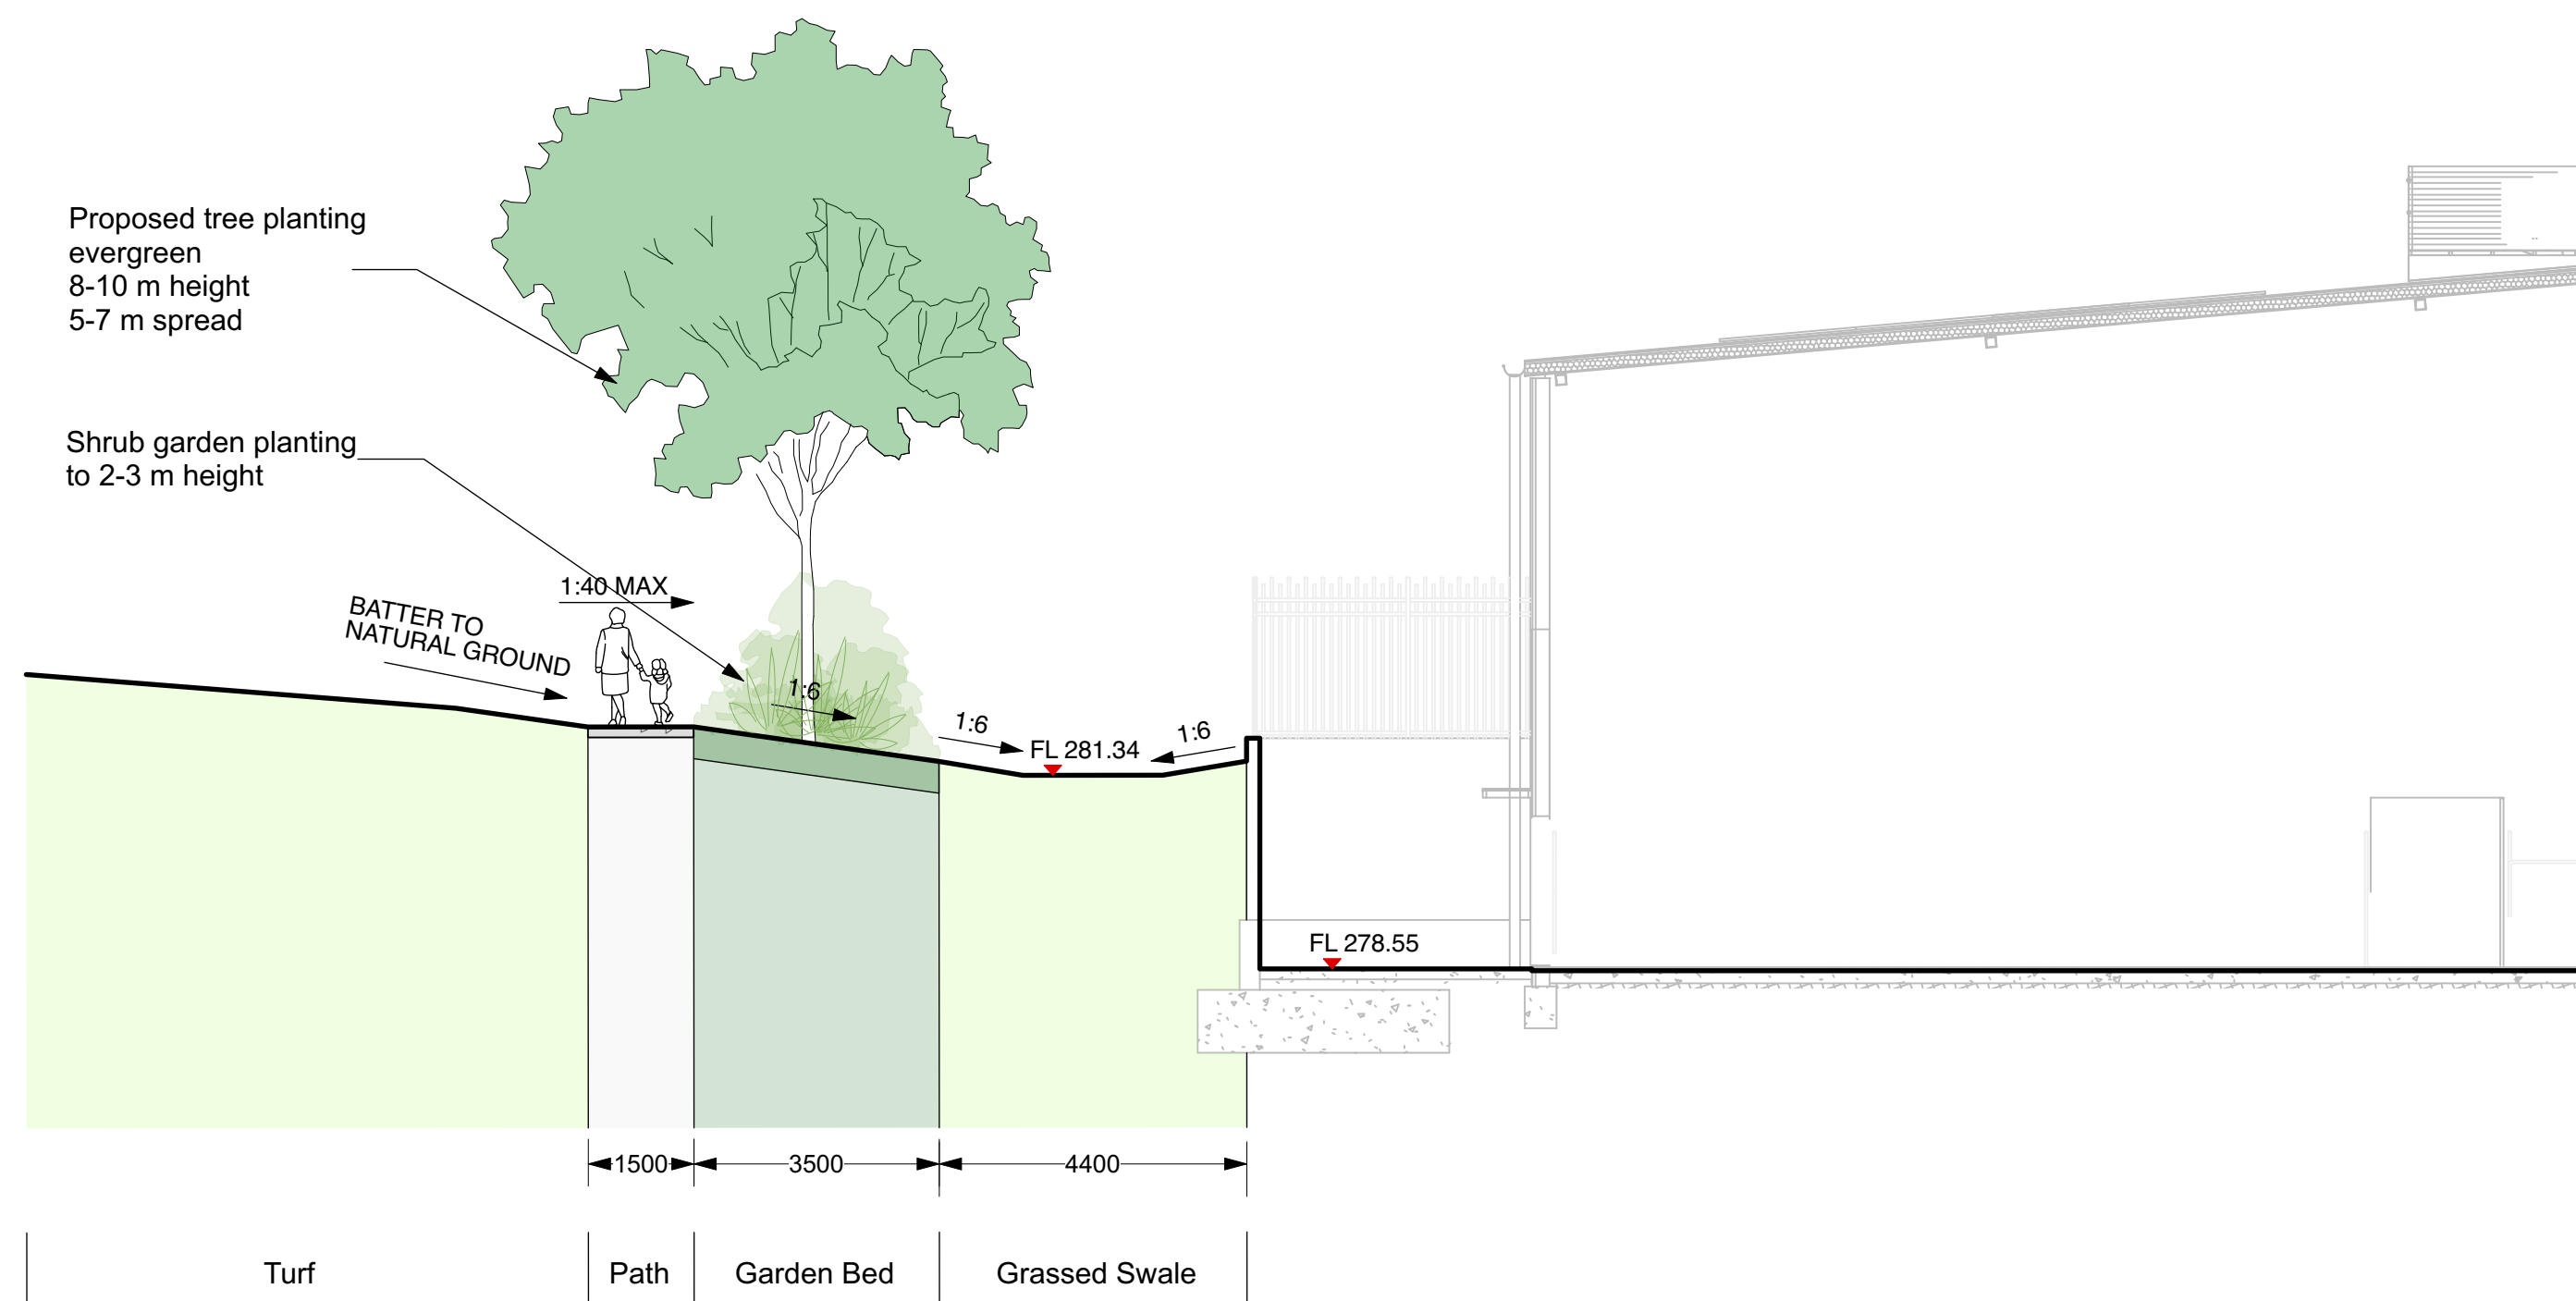 Proposed tree planting
evergreen
8-10 m height
5-7 m spread
Shrub garden planting
to 2-3 m height
1:40 MAX
BATTER TO
NATURAL GROUND
1:6
1:6
1:6
FL 281.34
FL 278.55
1500
3500
4400
Turf
Path
Garden Bed
Grassed Swale